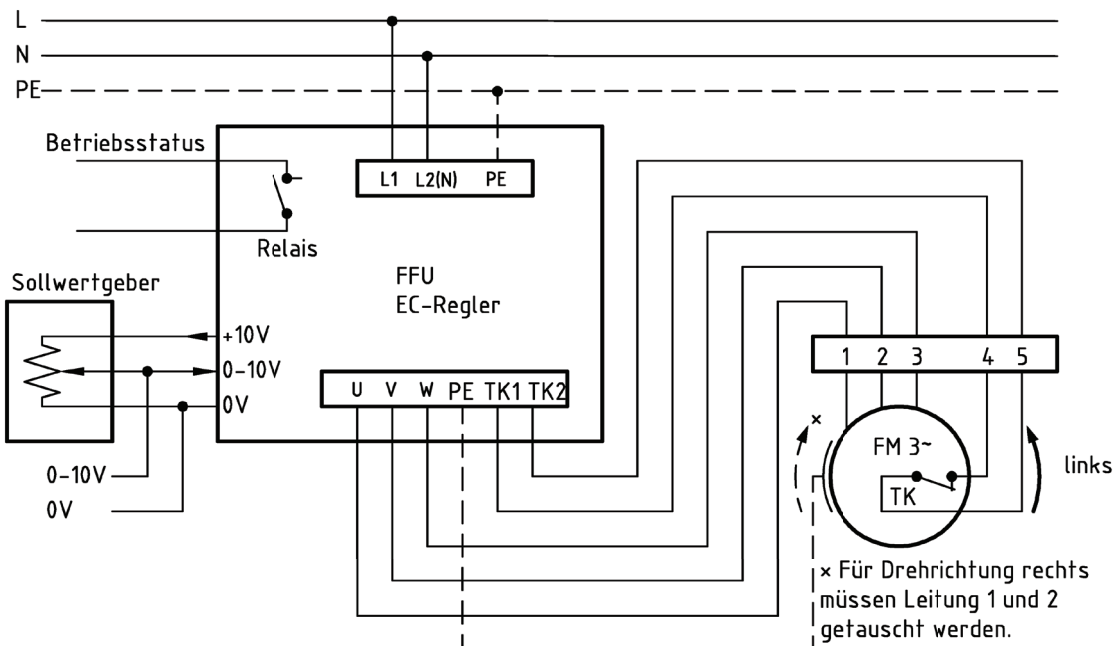 L
N
PE
Betriebsstatus
L1 L2(N) PE
Relais
FFU
EC-Regler
Sollwertgeber
+10V
0-10V
0V
U V W PE TK1 TK2
0-10V
0V
1 2 3 4 5
×
FM 3~
TK
links
× Für Drehrichtung rechts
müssen Leitung 1 und 2
getauscht werden.